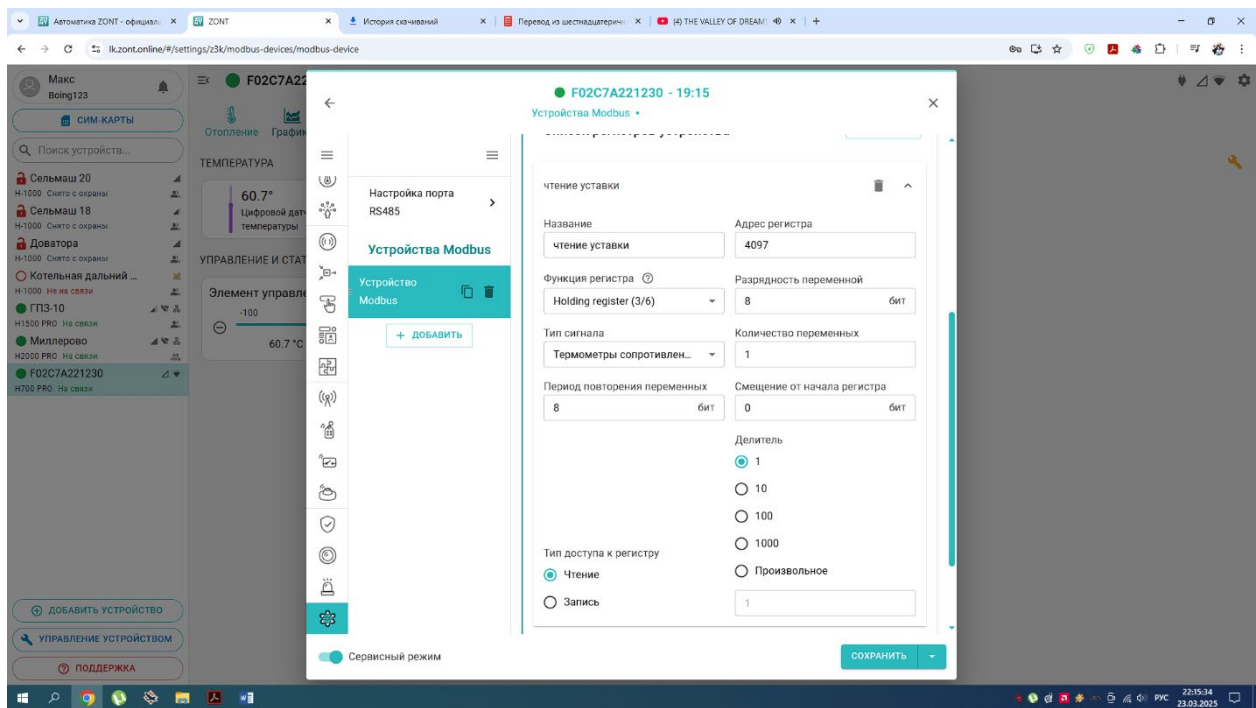 Автоматика ZONT - официал
ZONT
История скачиваний
Перевод из шестнадцатерич
(4) THE VALLEY OF DREAM
lk.zont.online/#/settings/z3k/modbus-devices/modbus-device
Макс
Boing123
СИМ-КАРТЫ
Поиск устройств...
Сельмаш 20
H-1000 Снято с охраны
Сельмаш 18
H-1000 Снято с охраны
Доватора
H-1000 Снято с охраны
Котельная дальний ...
H-1000 Не на связи
ГПЗ-10
H1500 PRO На связи
Миллерово
H2000 PRO На связи
F02C7A221230
H700 PRO На связи
ДОБАВИТЬ УСТРОЙСТВО
УПРАВЛЕНИЕ УСТРОЙСТВОМ
ПОДДЕРЖКА
F02C7A22
Отопление График
ТЕМПЕРАТУРА
60.7°
Цифровой датч
температуры
УПРАВЛЕНИЕ И СТАТ
Элемент управле
-100
60.7 °C
F02C7A221230 - 19:15
Устройства Modbus
Настройка порта
RS485
Устройства Modbus
Устройство
Modbus
+ ДОБАВИТЬ
Список регистров устройства
чтение уставки
Название
Адрес регистра
чтение уставки
4097
Функция регистра
Разрядность переменной
Holding register (3/6)
8 бит
Тип сигнала
Количество переменных
Термометры сопротивлен...
1
Период повторения переменных
Смещение от начала регистра
8 бит
0 бит
Делитель
1
10
100
1000
Произвольное
1
Тип доступа к регистру
Чтение
Запись
Сервисный режим
СОХРАНИТЬ
РУС
22:15:34
23.03.2025